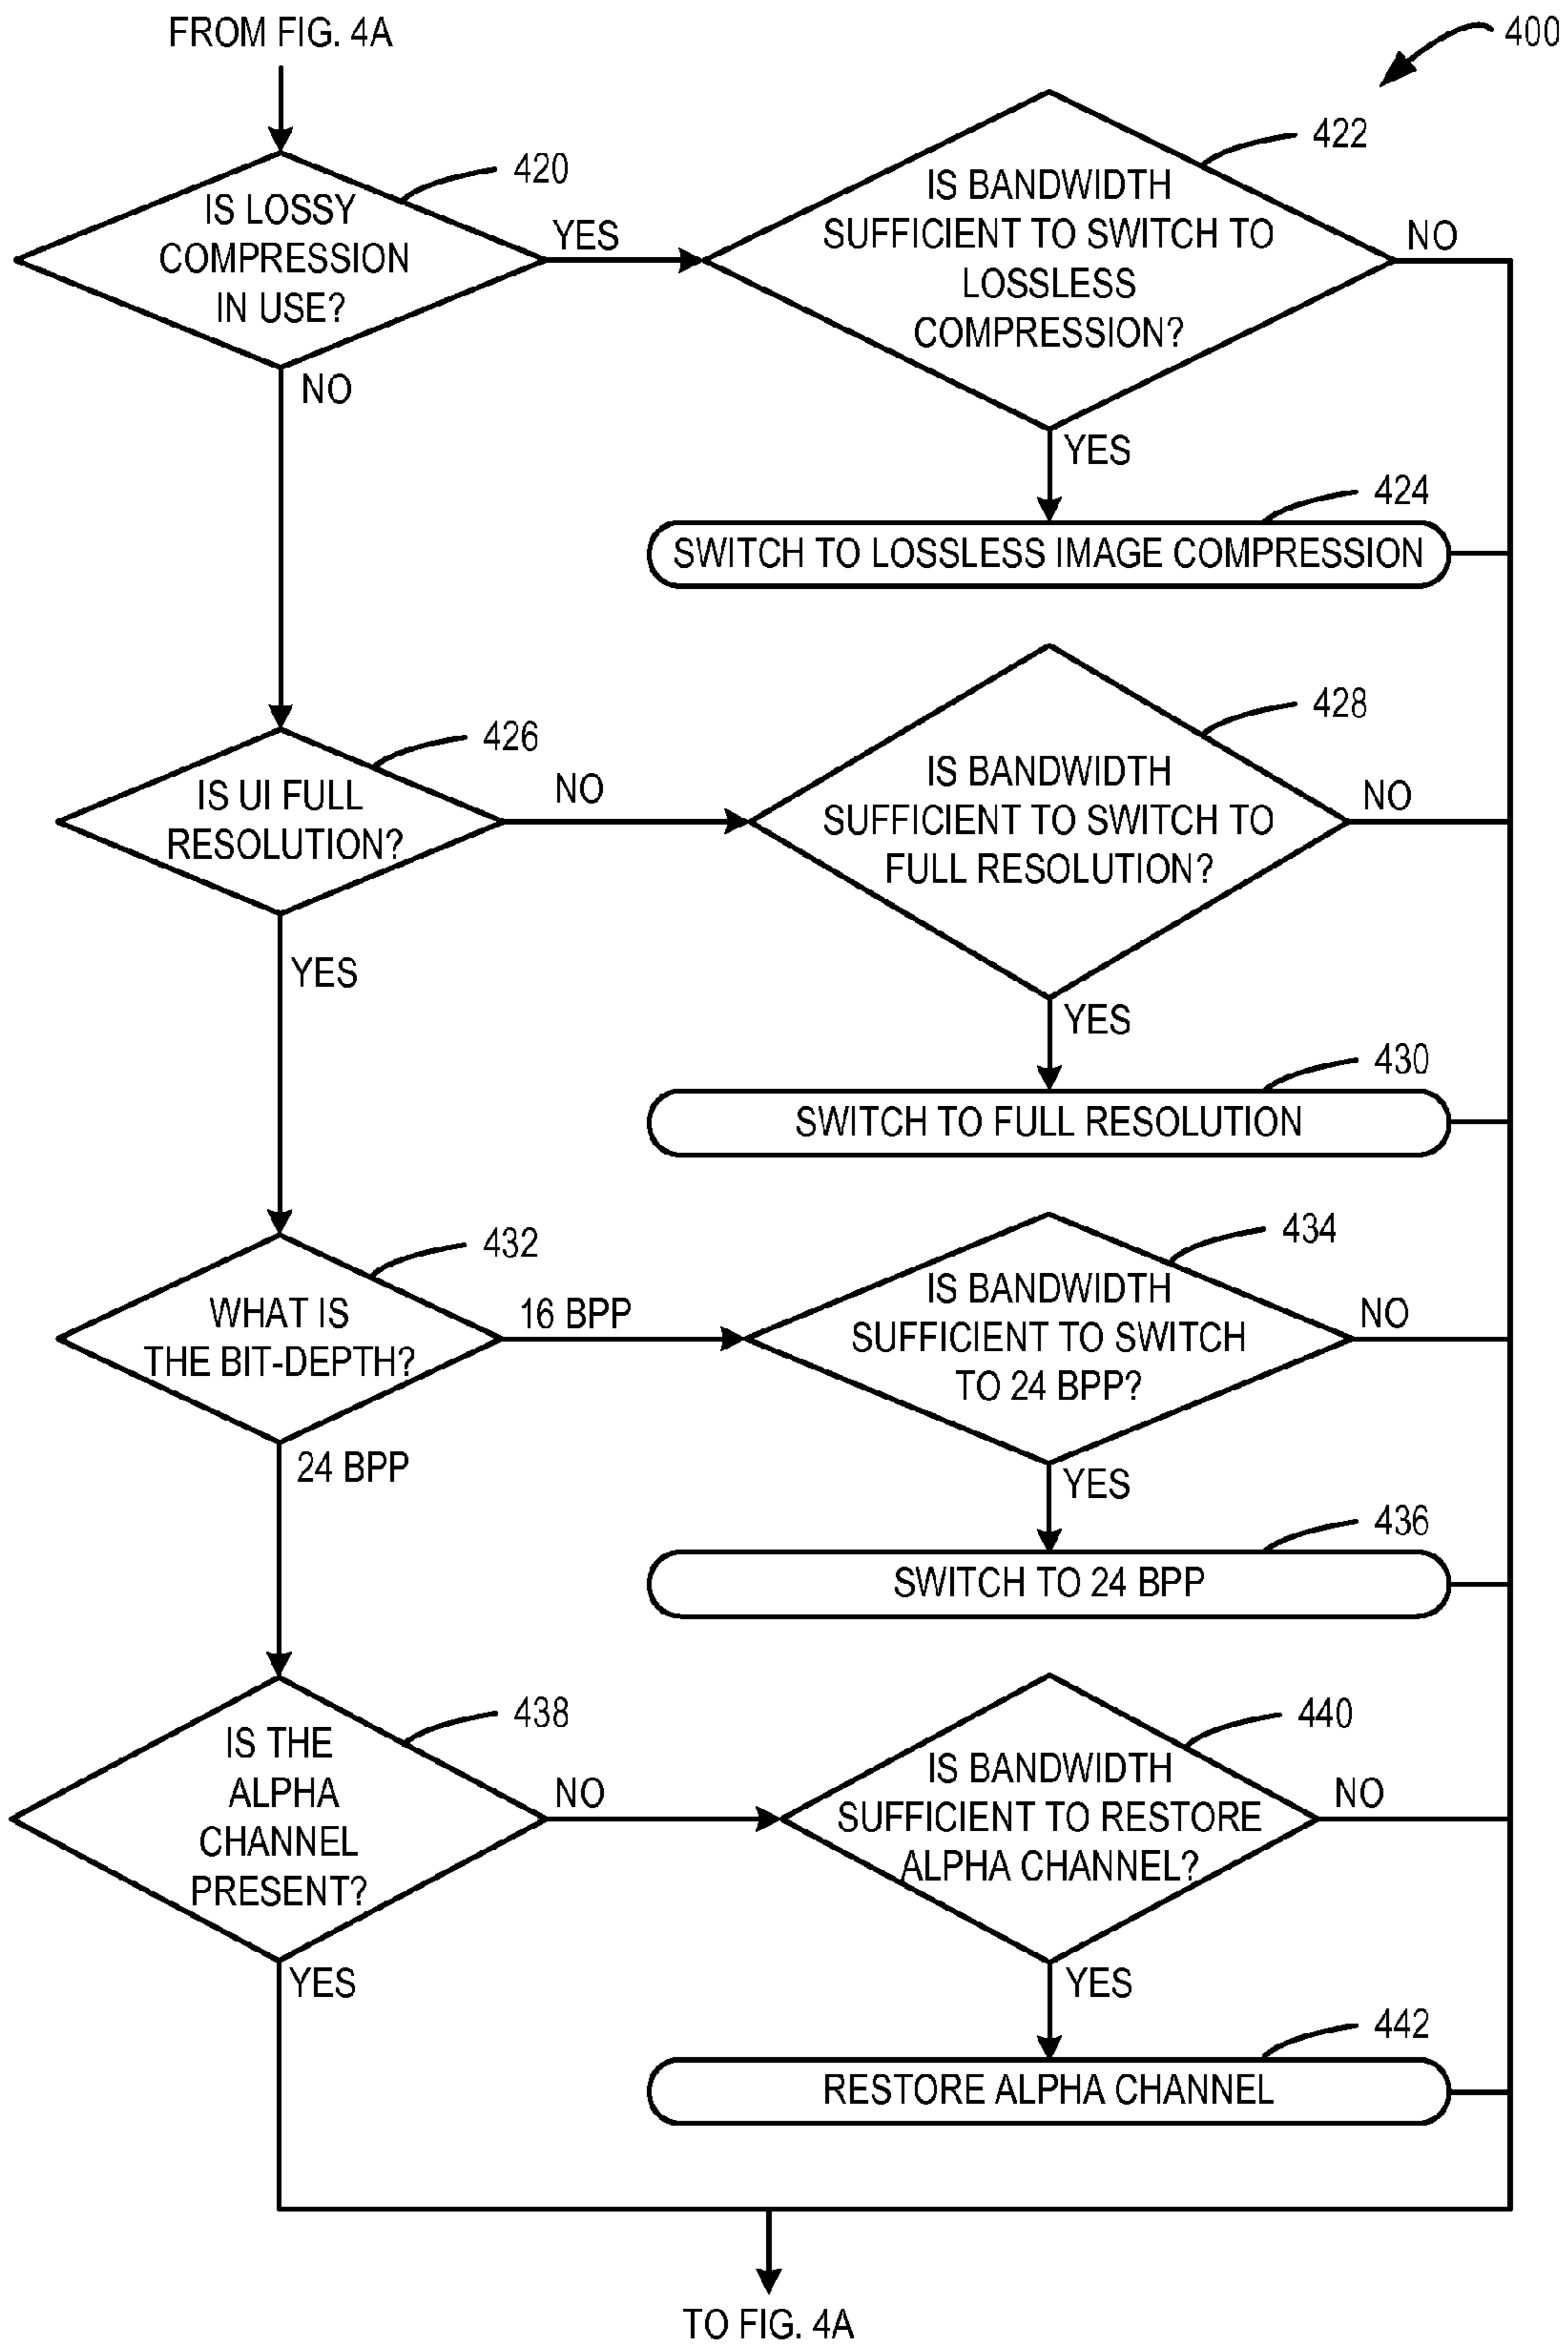 FROM FIG. 4A
400
420
IS LOSSY
COMPRESSION
IN USE?
YES
NO
422
IS BANDWIDTH
SUFFICIENT TO SWITCH TO
LOSSLESS
COMPRESSION?
NO
YES
424
SWITCH TO LOSSLESS IMAGE COMPRESSION
426
IS UI FULL
RESOLUTION?
NO
YES
428
IS BANDWIDTH
SUFFICIENT TO SWITCH TO
FULL RESOLUTION?
NO
YES
430
SWITCH TO FULL RESOLUTION
432
WHAT IS
THE BIT-DEPTH?
16 BPP
24 BPP
434
IS BANDWIDTH
SUFFICIENT TO SWITCH
TO 24 BPP?
NO
YES
436
SWITCH TO 24 BPP
438
IS THE
ALPHA
CHANNEL
PRESENT?
NO
YES
440
IS BANDWIDTH
SUFFICIENT TO RESTORE
ALPHA CHANNEL?
NO
YES
442
RESTORE ALPHA CHANNEL
TO FIG. 4A